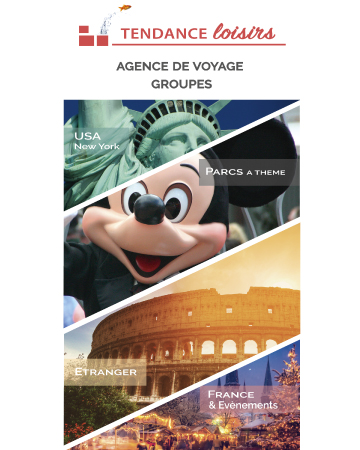 TENDANCE loisirs
AGENCE DE VOYAGE
GROUPES
USA
New York
PARCS A THEME
ETRANGER
FRANCE
& Evènements